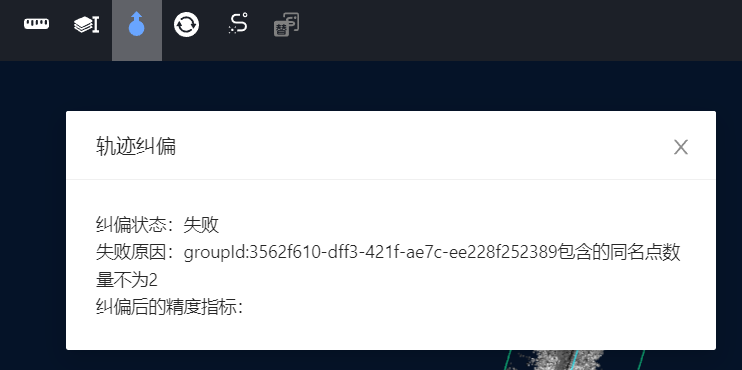 替
轨迹纠偏
纠偏状态：失败
失败原因：groupId:3562f610-dff3-421f-ae7c-ee228f252389包含的同名点数
量不为2
纠偏后的精度指标：